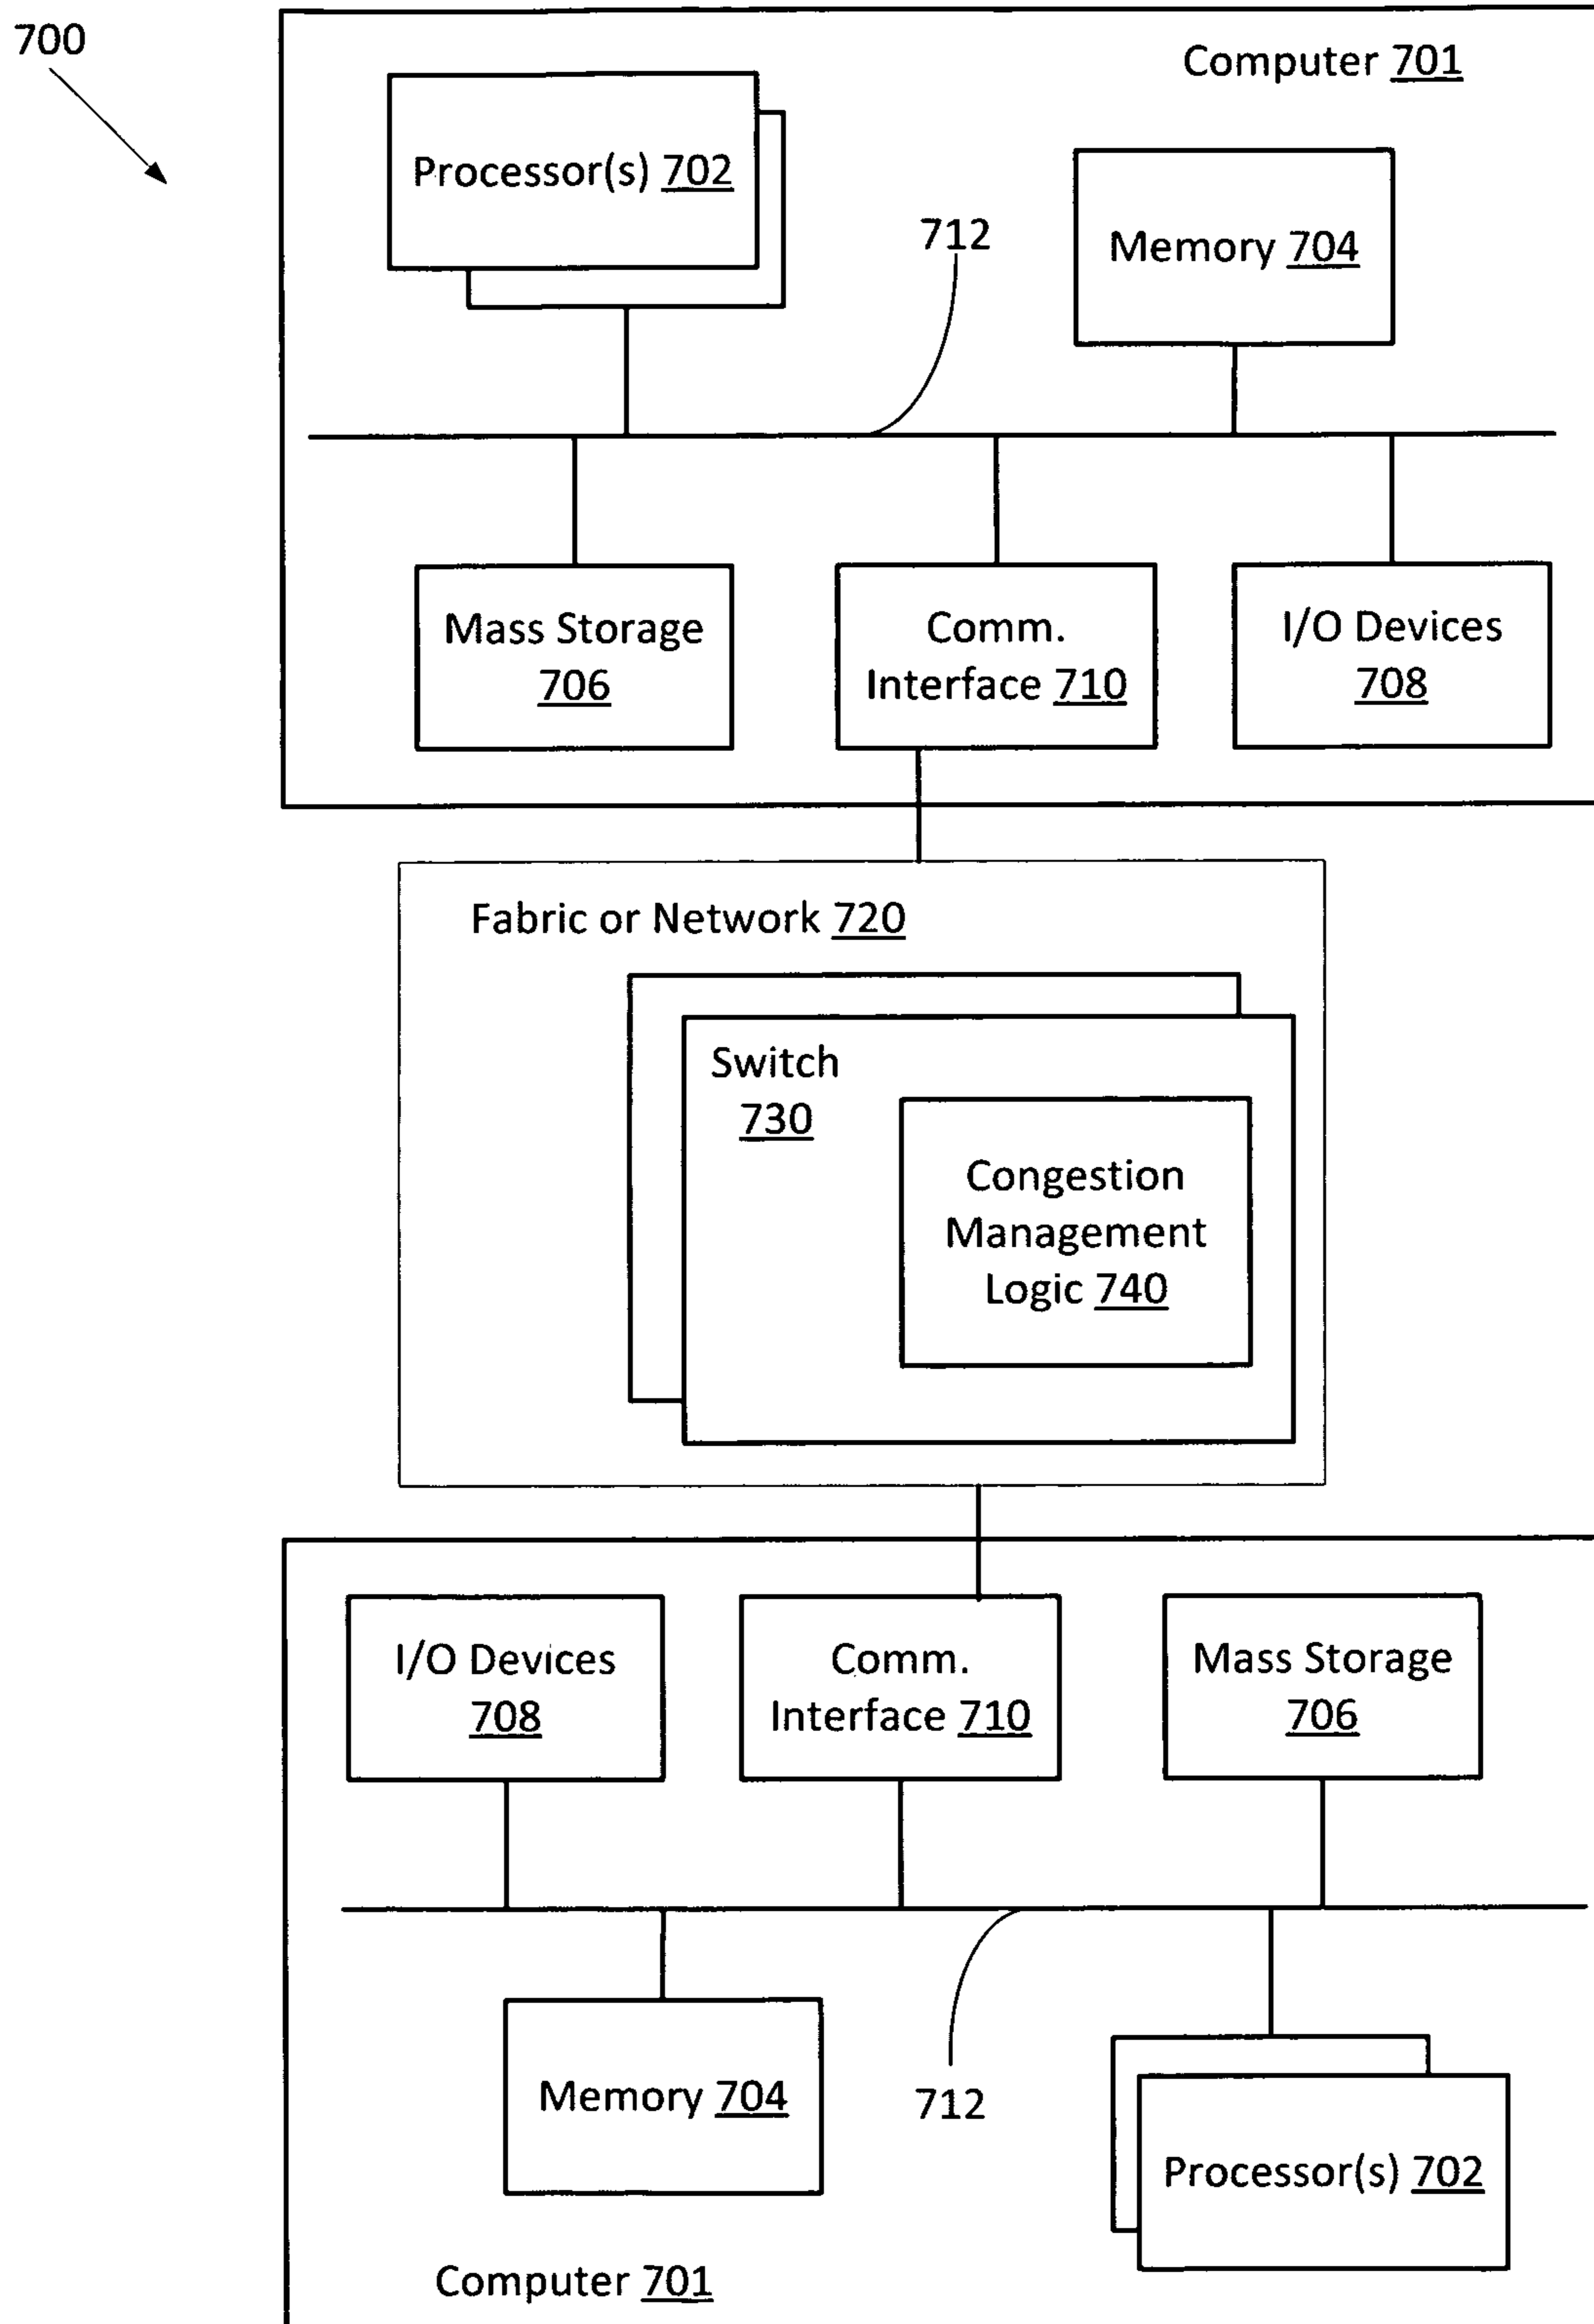 700
Computer 701
Processor(s) 702
712
Memory 704
Mass Storage
706
Comm.
Interface 710
I/O Devices
708
Fabric or Network 720
Switch
730
Congestion
Management
Logic 740
I/O Devices
708
Comm.
Interface 710
Mass Storage
706
Memory 704
712
Processor(s) 702
Computer 701